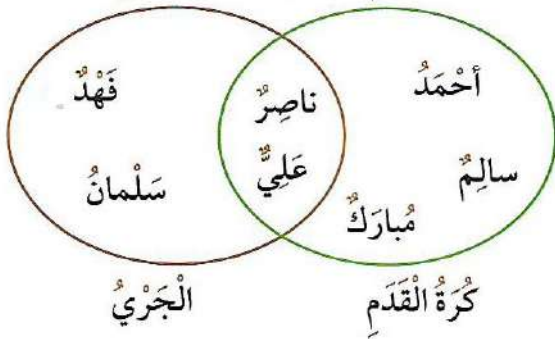 أَحْمَدُ
سالِمٌ
مُبارَكٌ
ناصِرٌ
عَلِيٌّ
فَهْدٌ
سَلْمانُ
كُرَةُ الْقَدَمِ
الْجَرْيُ